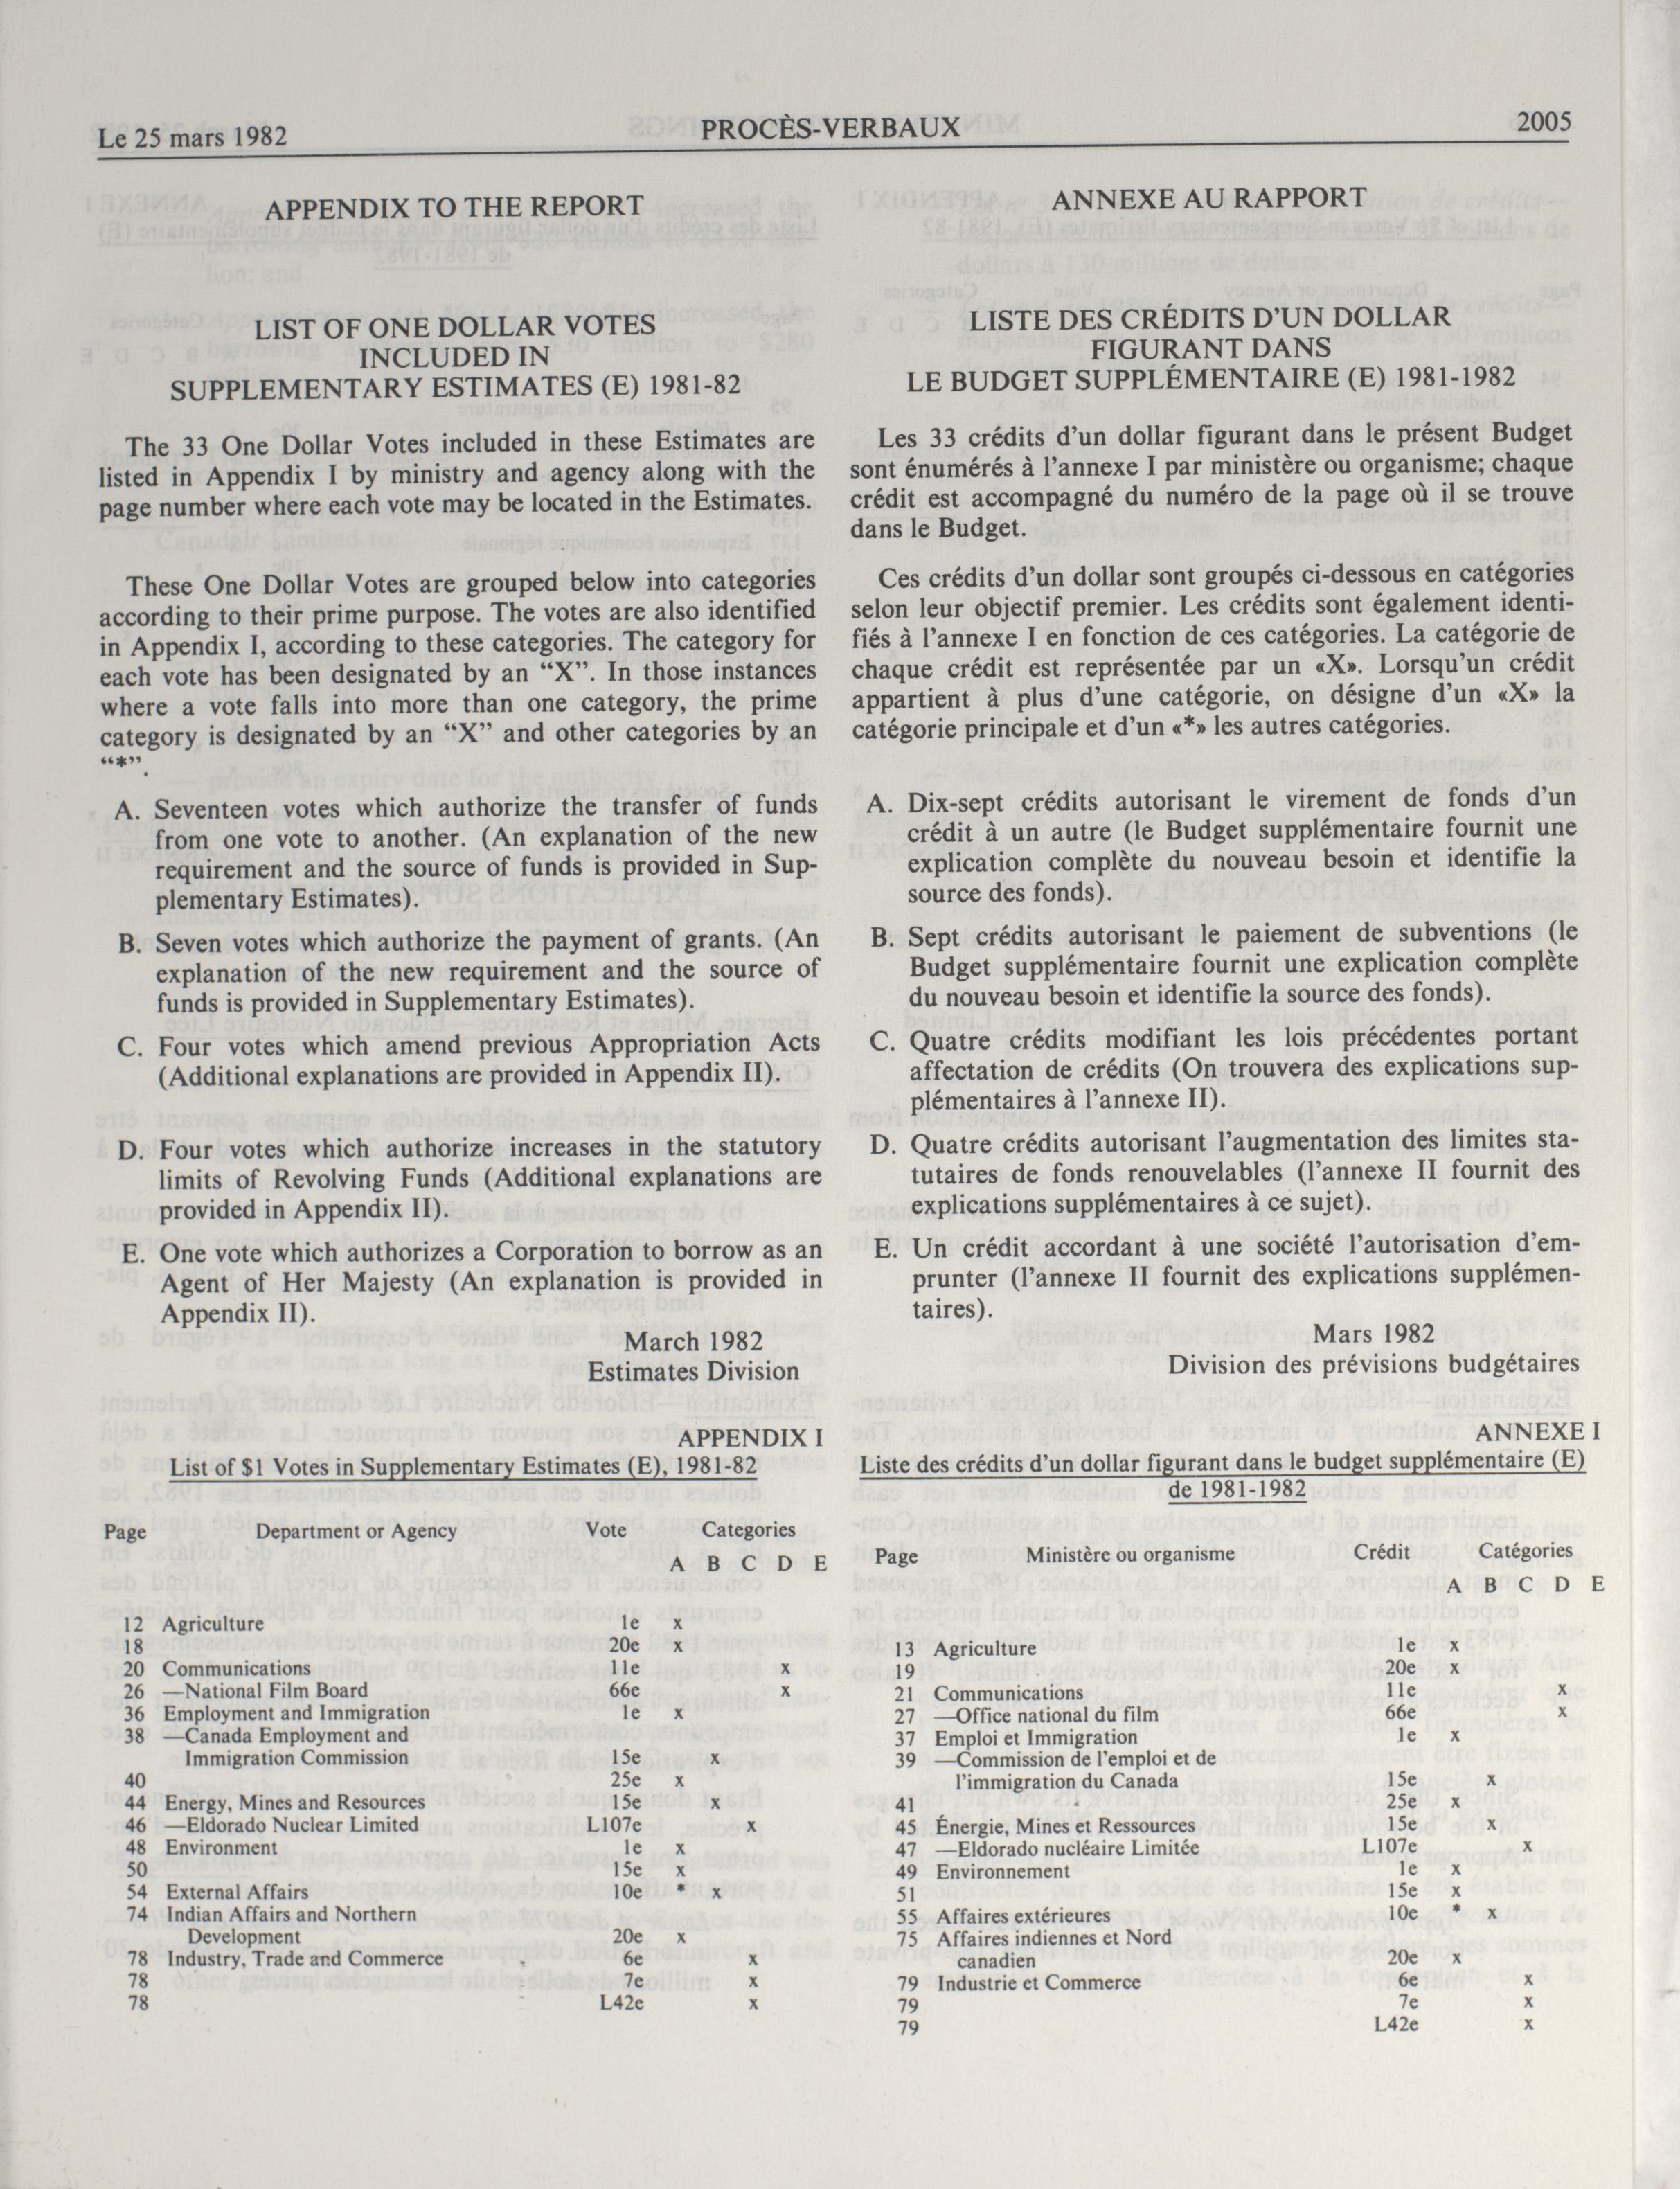 Le 25 mars 1982
PROCÈS-VERBAUX
2005
APPENDIX TO THE REPORT
LIST OF ONE DOLLAR VOTES
INCLUDED IN
SUPPLEMENTARY ESTIMATES (E) 1981-82
The 33 One Dollar Votes included in these Estimates are
listed in Appendix I by ministry and agency along with the
page number where each vote may be located in the Estimates.
These One Dollar Votes are grouped below into categories
according to their prime purpose. The votes are also identified
in Appendix I, according to these categories. The category for
each vote has been designated by an “X”. In those instances
where a vote falls into more than one category, the prime
category is designated by an “X” and other categories by an
“*”.
A. Seventeen votes which authorize the transfer of funds
from one vote to another. (An explanation of the new
requirement and the source of funds is provided in Sup-
plementary Estimates).
B. Seven votes which authorize the payment of grants. (An
explanation of the new requirement and the source of
funds is provided in Supplementary Estimates).
C. Four votes which amend previous Appropriation Acts
(Additional explanations are provided in Appendix II).
D. Four votes which authorize increases in the statutory
limits of Revolving Funds (Additional explanations are
provided in Appendix II).
E. One vote which authorizes a Corporation to borrow as an
Agent of Her Majesty (An explanation is provided in
Appendix II).
March 1982
Estimates Division
APPENDIX I
List of $1 Votes in Supplementary Estimates (E), 1981-82
Page Department or Agency Vote Categories
A B C D E
12 Agriculture 1e x
18 20e x
20 Communications 11e x
26 —National Film Board 66e x
36 Employment and Immigration 1e x
38 —Canada Employment and
Immigration Commission 15e x
40 25e x
44 Energy, Mines and Resources 15e x
46 —Eldorado Nuclear Limited L107e x
48 Environment 1e x
50 15e x
54 External Affairs 10e * x
74 Indian Affairs and Northern
Development 20e x
78 Industry, Trade and Commerce 6e x
78 7e x
78 L42e x
ANNEXE AU RAPPORT
LISTE DES CRÉDITS D’UN DOLLAR
FIGURANT DANS
LE BUDGET SUPPLÉMENTAIRE (E) 1981-1982
Les 33 crédits d’un dollar figurant dans le présent Budget
sont énumérés à l’annexe I par ministère ou organisme; chaque
crédit est accompagné du numéro de la page où il se trouve
dans le Budget.
Ces crédits d’un dollar sont groupés ci-dessous en catégories
selon leur objectif premier. Les crédits sont également identi-
fiés à l’annexe I en fonction de ces catégories. La catégorie de
chaque crédit est représentée par un «X». Lorsqu’un crédit
appartient à plus d’une catégorie, on désigne d’un «X» la
catégorie principale et d’un «*» les autres catégories.
A. Dix-sept crédits autorisant le virement de fonds d’un
crédit à un autre (le Budget supplémentaire fournit une
explication complète du nouveau besoin et identifie la
source des fonds).
B. Sept crédits autorisant le paiement de subventions (le
Budget supplémentaire fournit une explication complète
du nouveau besoin et identifie la source des fonds).
C. Quatre crédits modifiant les lois précédentes portant
affectation de crédits (On trouvera des explications sup-
plémentaires à l’annexe II).
D. Quatre crédits autorisant l’augmentation des limites sta-
tutaires de fonds renouvelables (l’annexe II fournit des
explications supplémentaires à ce sujet).
E. Un crédit accordant à une société l’autorisation d’em-
prunter (l’annexe II fournit des explications supplémen-
taires).
Mars 1982
Division des prévisions budgétaires
ANNEXE I
Liste des crédits d’un dollar figurant dans le budget supplémentaire (E)
de 1981-1982
Page Ministère ou organisme Crédit Catégories
A B C D E
13 Agriculture 1e x
19 20e x
21 Communications 11e x
27 —Office national du film 66e x
37 Emploi et Immigration 1e x
39 —Commission de l’emploi et de
l’immigration du Canada 15e x
41 25e x
45 Énergie, Mines et Ressources 15e x
47 —Eldorado nucléaire Limitée L107e x
49 Environnement 1e x
51 15e x
55 Affaires extérieures 10e * x
75 Affaires indiennes et Nord
canadien 20e x
79 Industrie et Commerce 6e x
79 7e x
79 L42e x